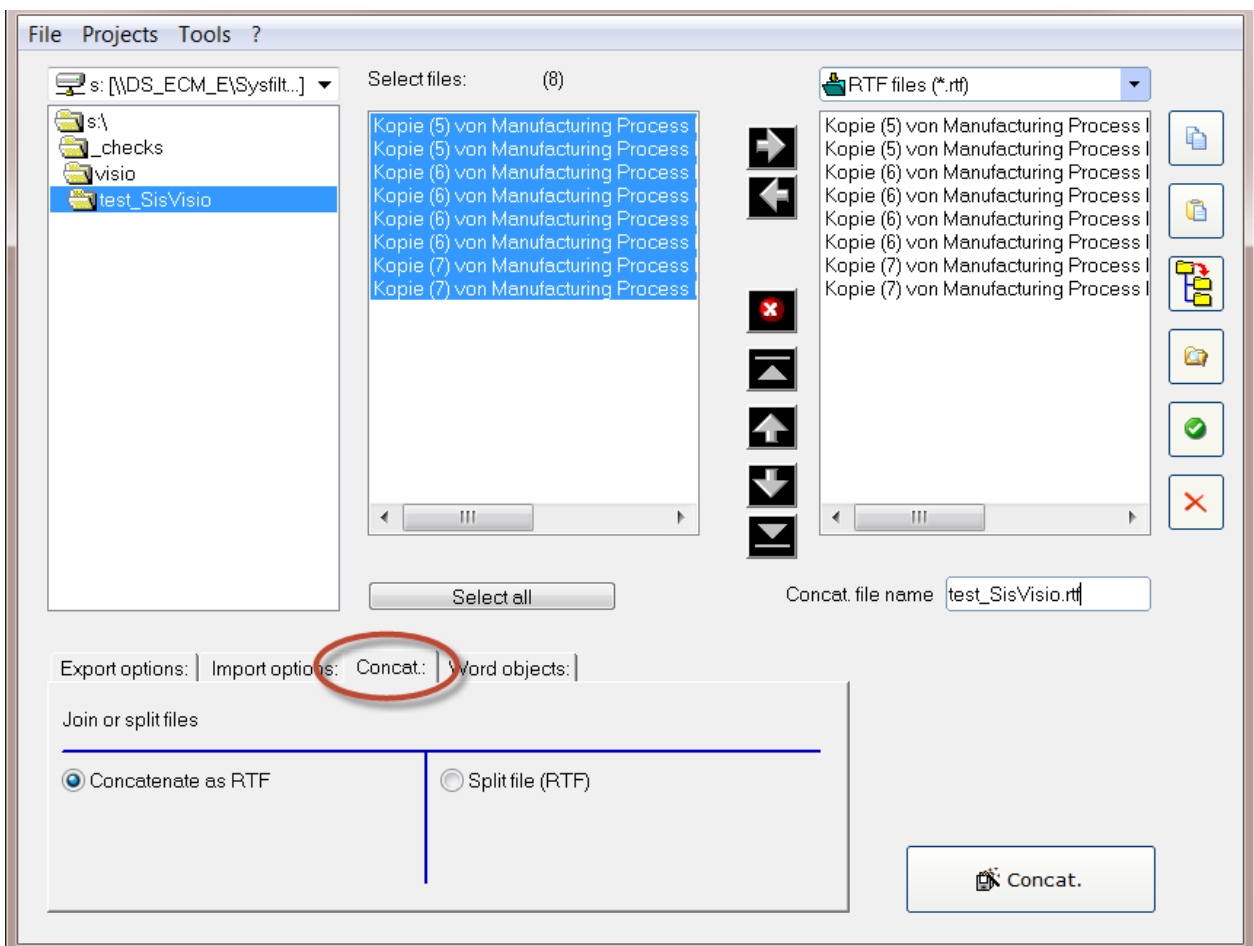 File Projects Tools ?
s: [\\DS_ECM_E\Sysfilt...]
Select files: (8)
RTF files (*.rtf)
s:\
_checks
visio
test_SisVisio
Kopie (5) von Manufacturing Process
Kopie (5) von Manufacturing Process
Kopie (6) von Manufacturing Process
Kopie (6) von Manufacturing Process
Kopie (6) von Manufacturing Process
Kopie (6) von Manufacturing Process
Kopie (7) von Manufacturing Process
Kopie (7) von Manufacturing Process
Kopie (5) von Manufacturing Process
Kopie (5) von Manufacturing Process
Kopie (6) von Manufacturing Process
Kopie (6) von Manufacturing Process
Kopie (6) von Manufacturing Process
Kopie (6) von Manufacturing Process
Kopie (7) von Manufacturing Process
Kopie (7) von Manufacturing Process
Select all
Concat. file name test_SisVisio.rtf
Export options: Import options: Concat.: Word objects:
Join or split files
Concatenate as RTF
Split file (RTF)
Concat.